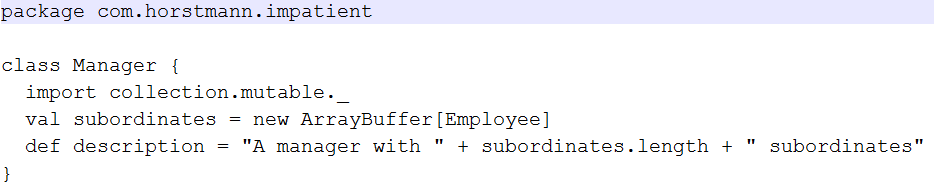 package com.horstmann.impatient
class Manager {
import collection.mutable._
val subordinates = new ArrayBuffer[Employee]
def description = "A manager with " + subordinates.length + " subordinates"
}